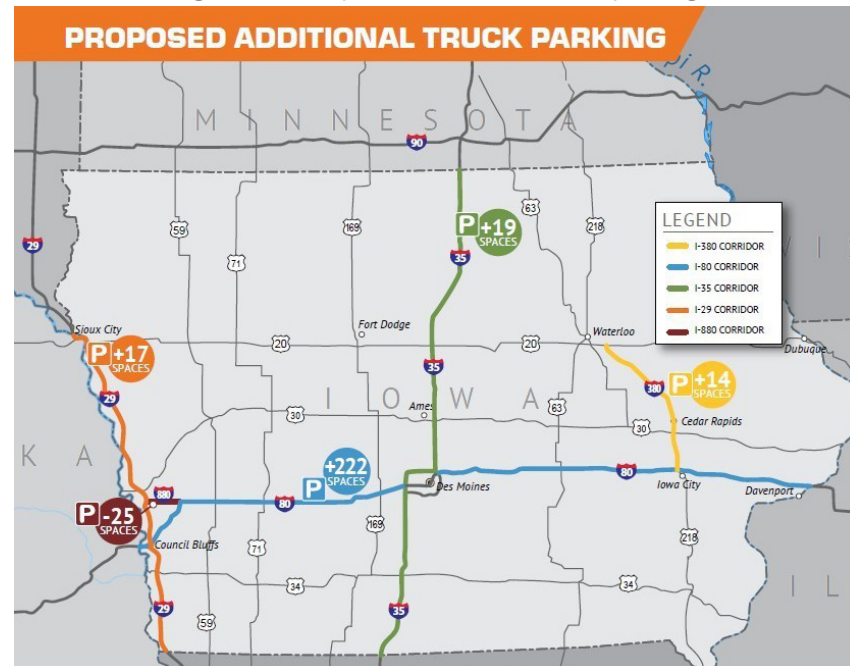 PROPOSED ADDITIONAL TRUCK PARKING
pi R.
MINNESOTA
90
29
59
71
169
35
P +19
SPACES
63
218
LEGEND
I-380 CORRIDOR
I-80 CORRIDOR
I-35 CORRIDOR
I-29 CORRIDOR
I-880 CORRIDOR
WI
Sioux City
Fort Dodge
Waterloo
Dubuque
20
20
P +17
SPACES
29
35
380
P +14
SPACES
IOWA
Ames
30
63
30
Cedar Rapids
KA
+222
SPACES
P
880
80
Des Moines
80
Iowa City
Davenport
P -25
SPACES
Council Bluffs
71
169
218
34
34
29
59
35
IL